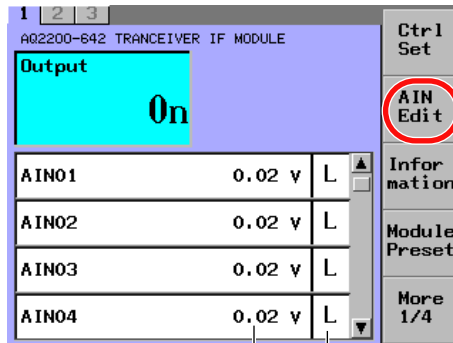 1 2 3
AQ2200-642 TRANCEIVER IF MODULE
Output
On
AIN01 0.02 V L
AIN02 0.02 V L
AIN03 0.02 V L
AIN04 0.02 V L
Ctrl
Set
AIN
Edit
Infor
mation
Module
Preset
More
1/4